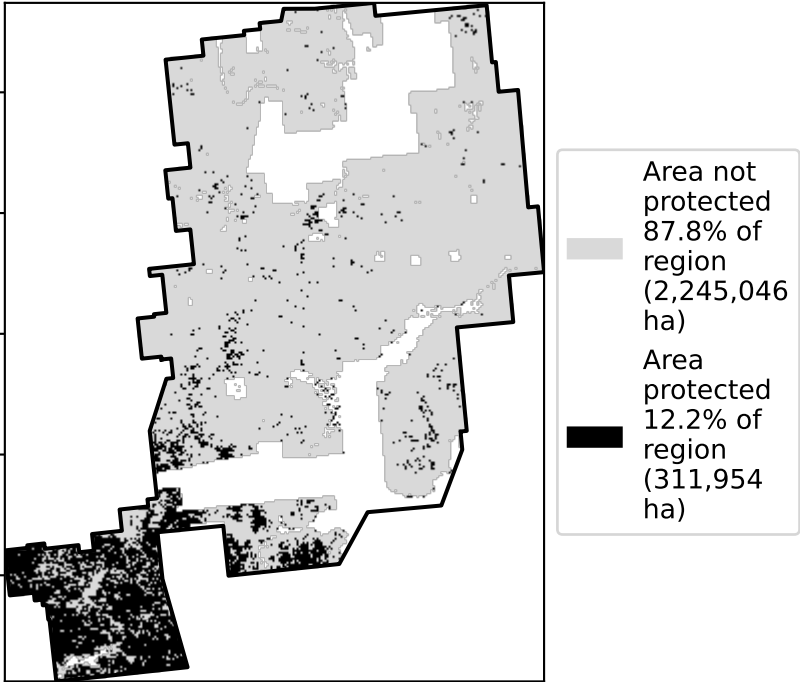 Area not
protected
87.8% of
region
(2,245,046
ha)
Area
protected
12.2% of
region
(311,954
ha)